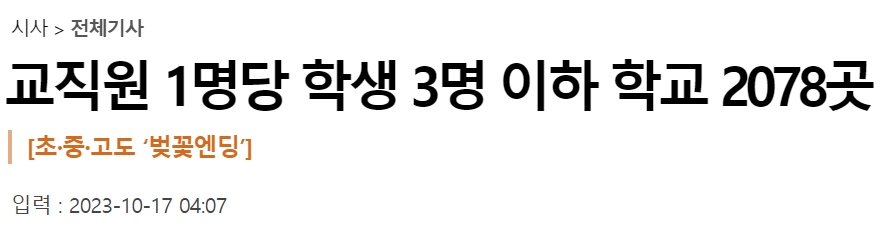 시사 > 전체기사
교직원 1명당 학생 3명 이하 학교 2078곳
[초·중·고도 ‘벚꽃엔딩’]
입력 : 2023-10-17 04:07